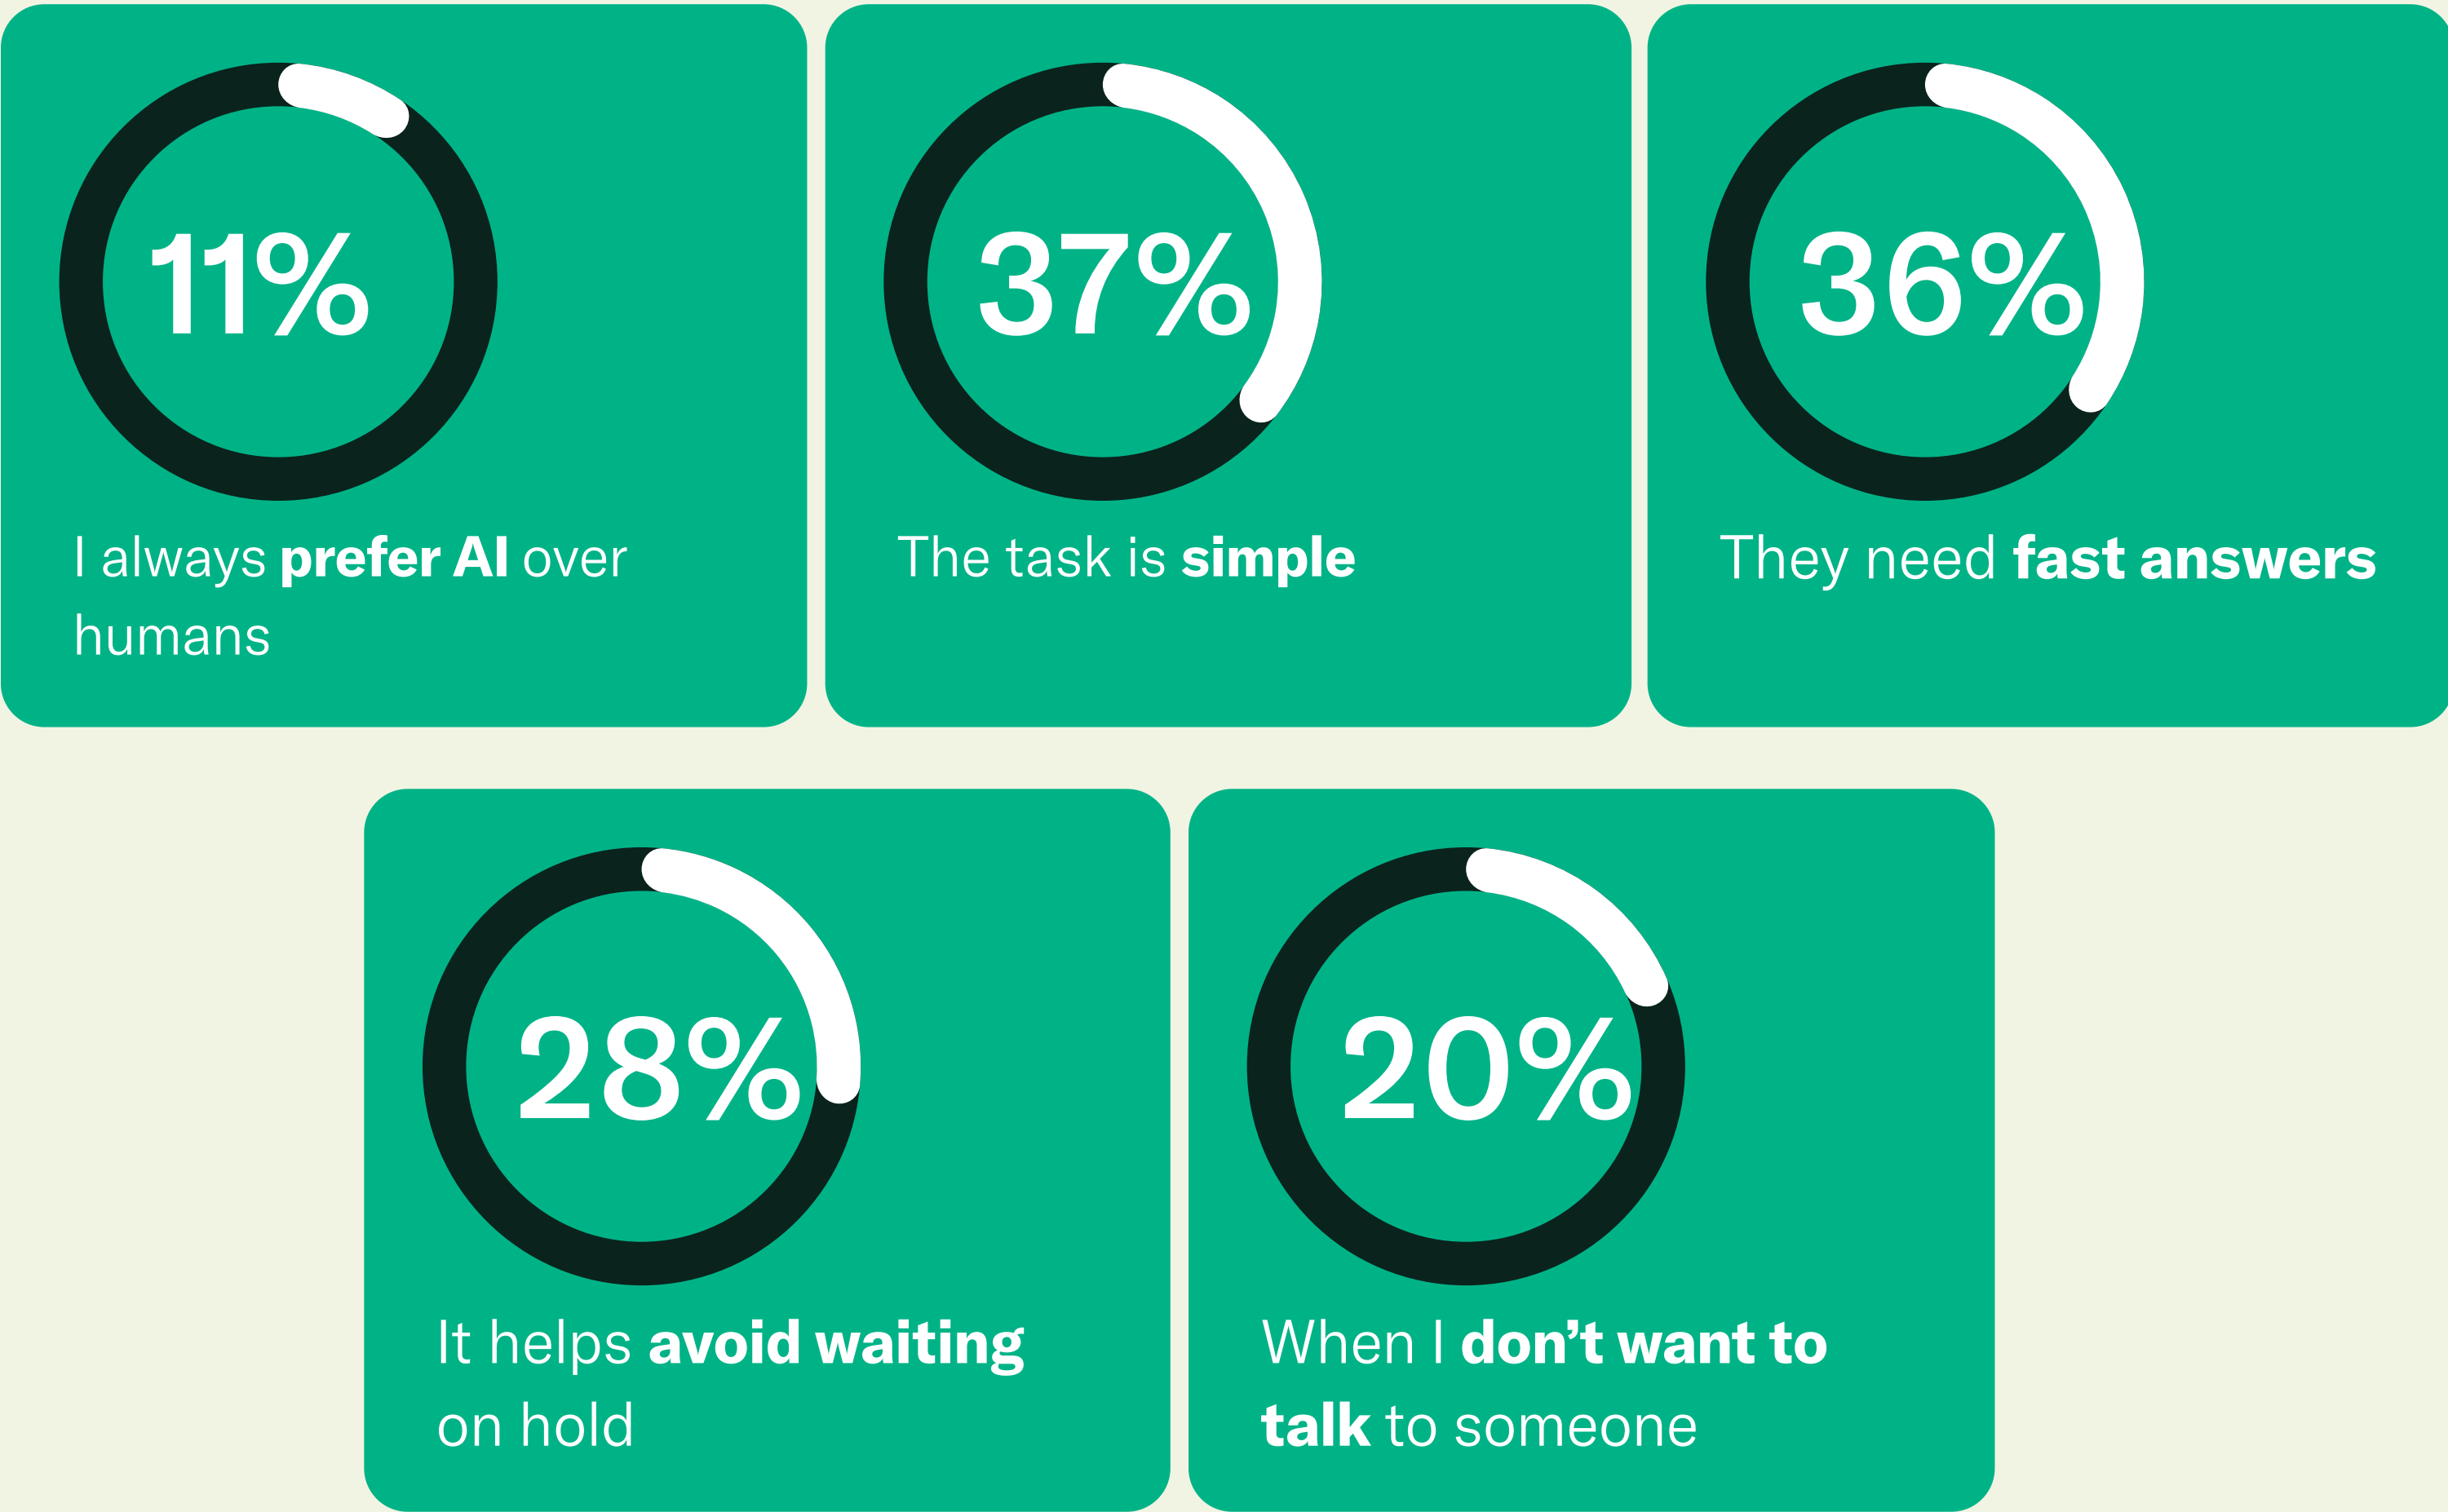 11%
I always prefer AI over
humans
37%
The task is simple
36%
They need fast answers
28%
It helps avoid waiting
on hold
20%
When I don't want to
talk to someone